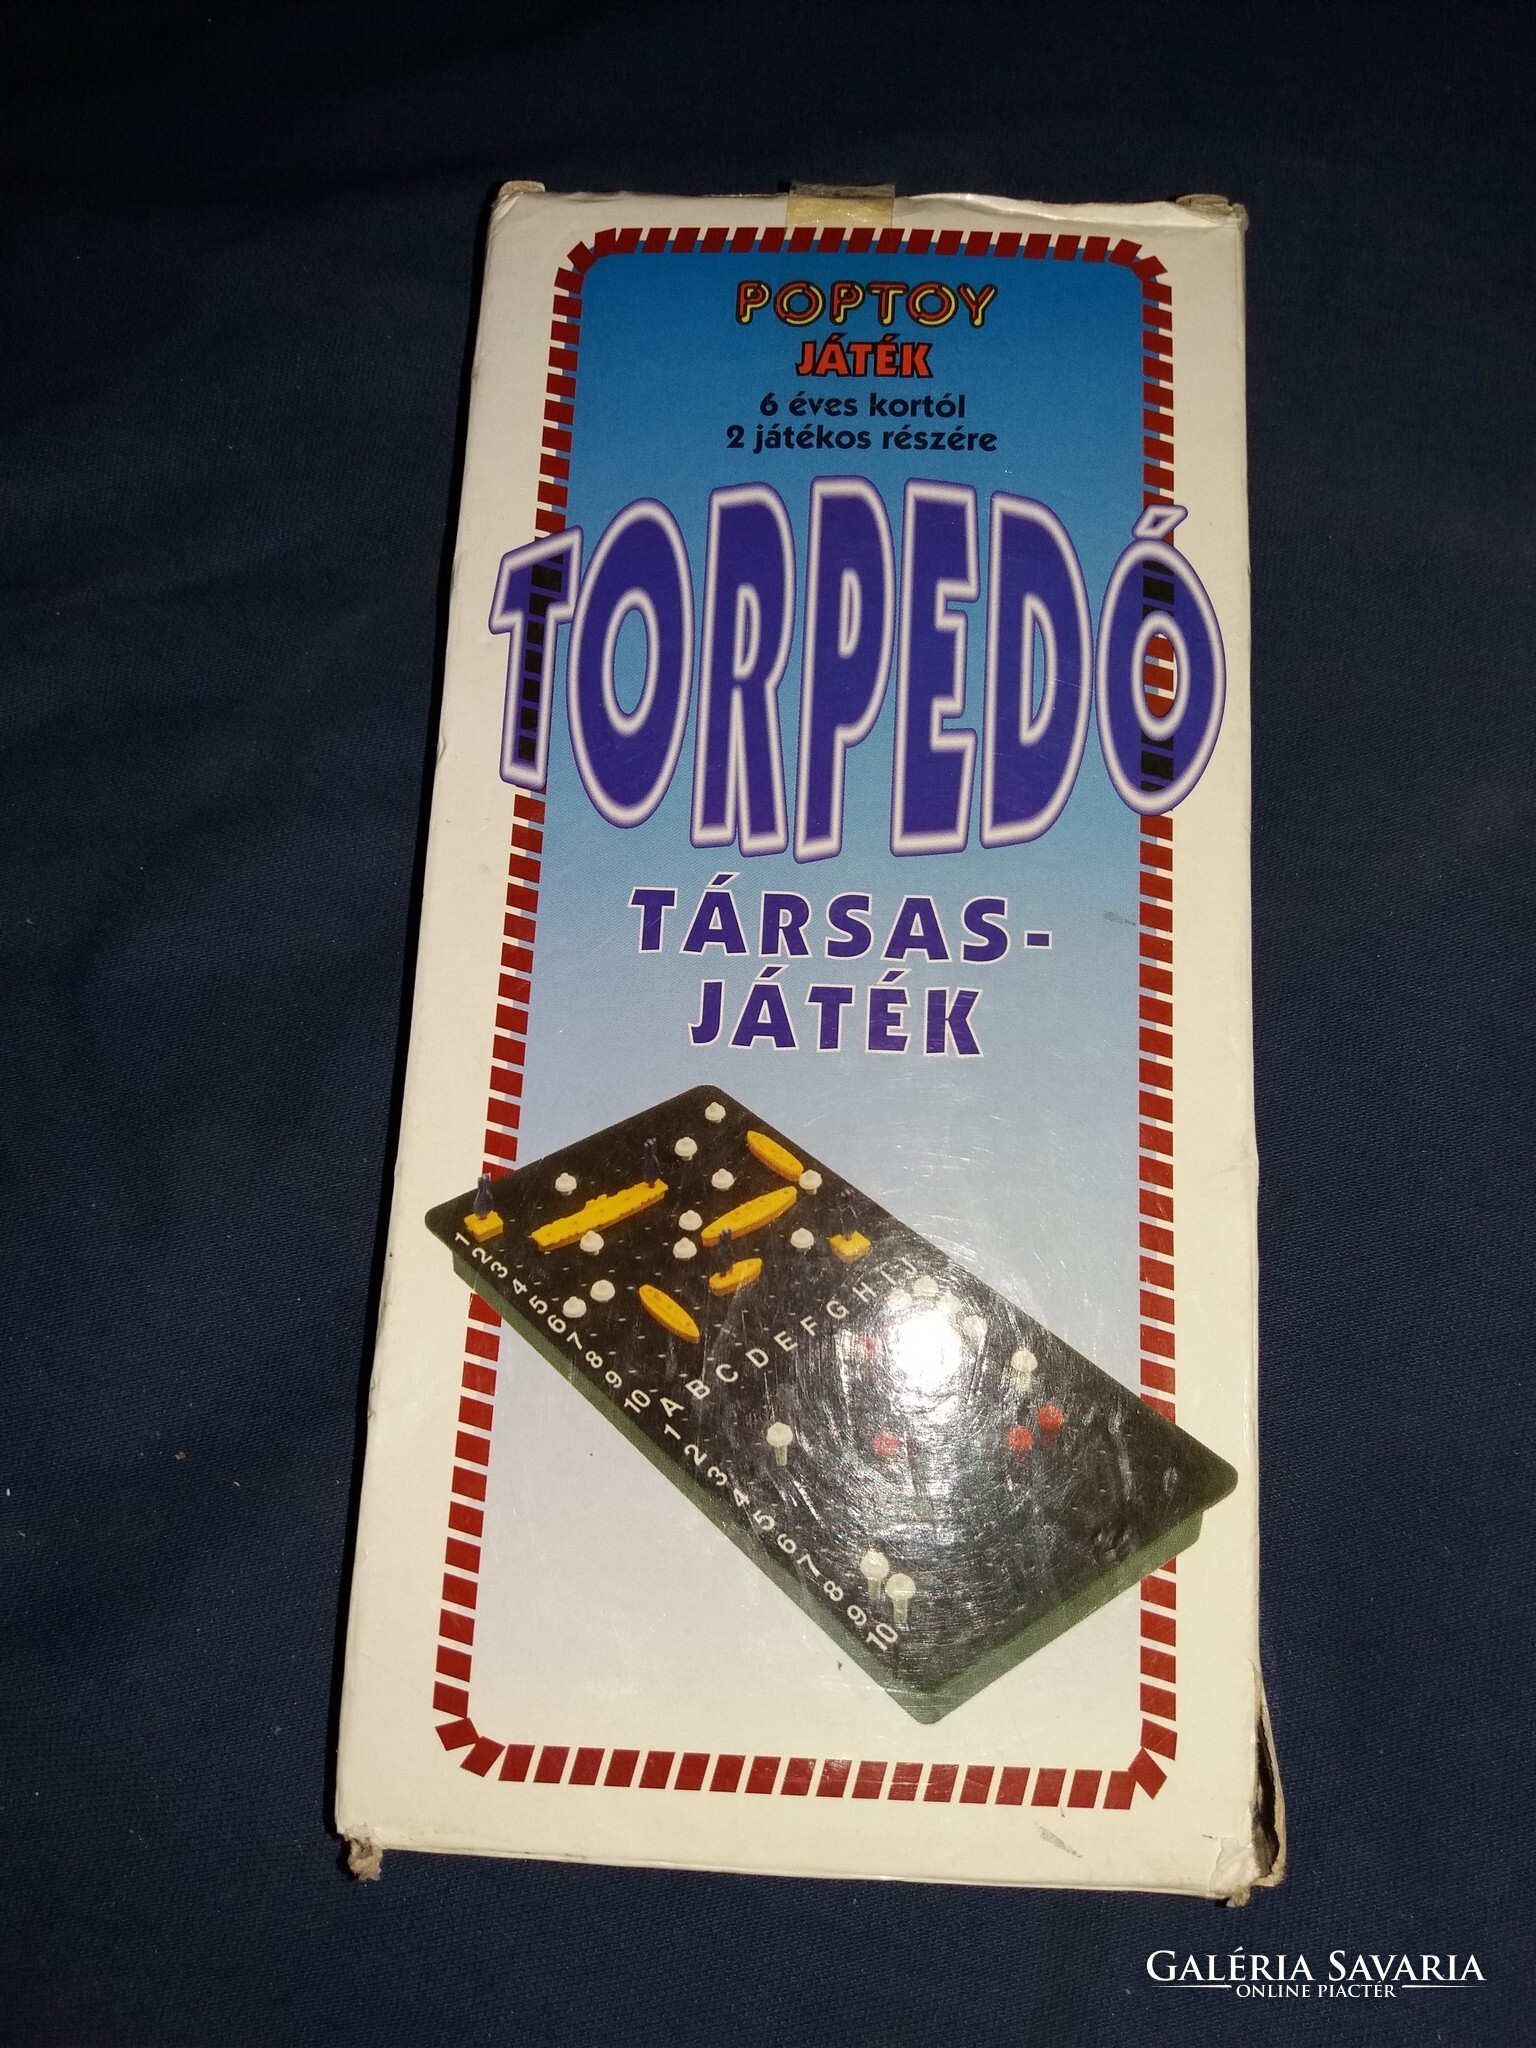 POPTOY
JÁTÉK
6 éves kortól
2 játékos részére
TORPEDÓ
TÁRSAS-
JÁTÉK
1 2 3 4 5 6 7 8 9 10
A B C D E F G H I J
1 2 3 4 5 6 7 8 9 10
GALÉRIA SAVARIA
ONLINE PIACTÉR